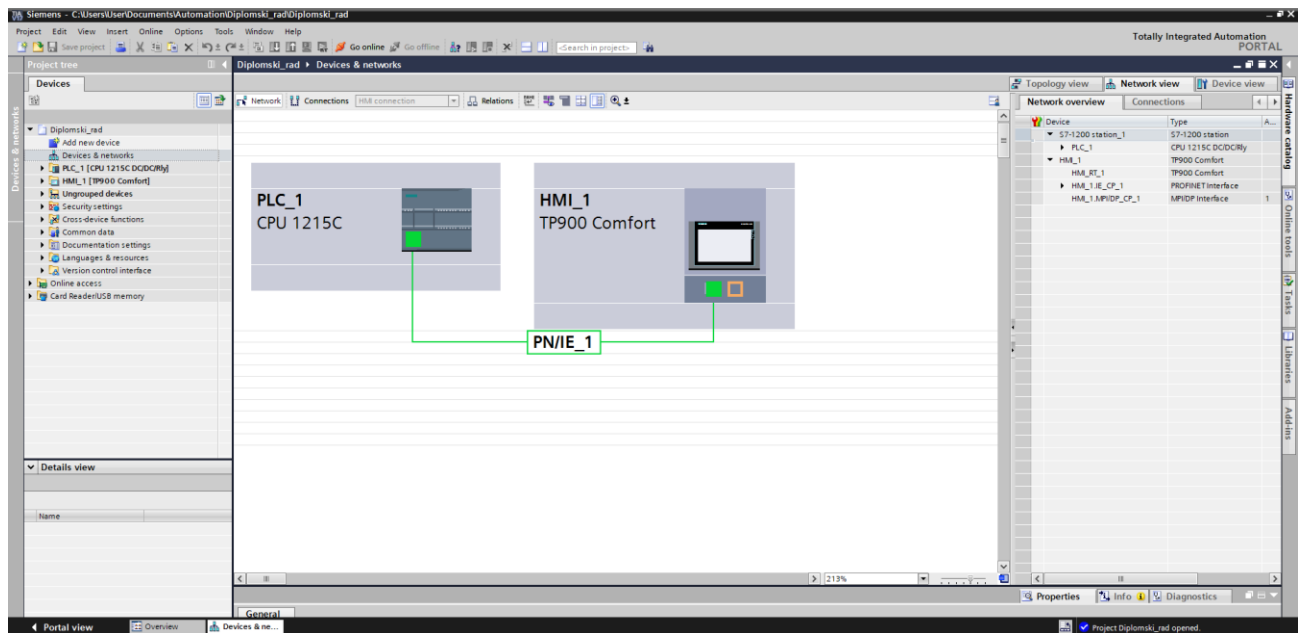 Siemens - C:\Users\User\Documents\Automation\Diplomski_rad\Diplomski_rad
Project Edit View Insert Online Options Tools Window Help
Totally Integrated Automation
PORTAL
Save project Go online Go offline <Search in project>
Project tree
Diplomski_rad ▸ Devices & networks
Devices
Topology view Network view Device view
Network Connections HMI connection Relations
Network overview Connections
Device Type A...
S7-1200 station_1 S7-1200 station
PLC_1 CPU 1215C DC/DC/Rly
HMI_1 TP900 Comfort
HMI_RT_1 TP900 Comfort
HMI_1.IE_CP_1 PROFINET Interface
HMI_1.MPI/DP_CP_1 MPI/DP Interface 1
Diplomski_rad
Add new device
Devices & networks
PLC_1 [CPU 1215C DC/DC/Rly]
HMI_1 [TP900 Comfort]
Ungrouped devices
Security settings
Cross-device functions
Common data
Documentation settings
Languages & resources
Version control interface
Online access
Card Reader/USB memory
Devices & networks
PLC_1
CPU 1215C
HMI_1
TP900 Comfort
PN/IE_1
Hardware catalog
Online tools
Tasks
Libraries
Add-ins
Details view
Name
213%
Properties Info Diagnostics
General
Portal view Overview Devices & ne...
Project Diplomski_rad opened.